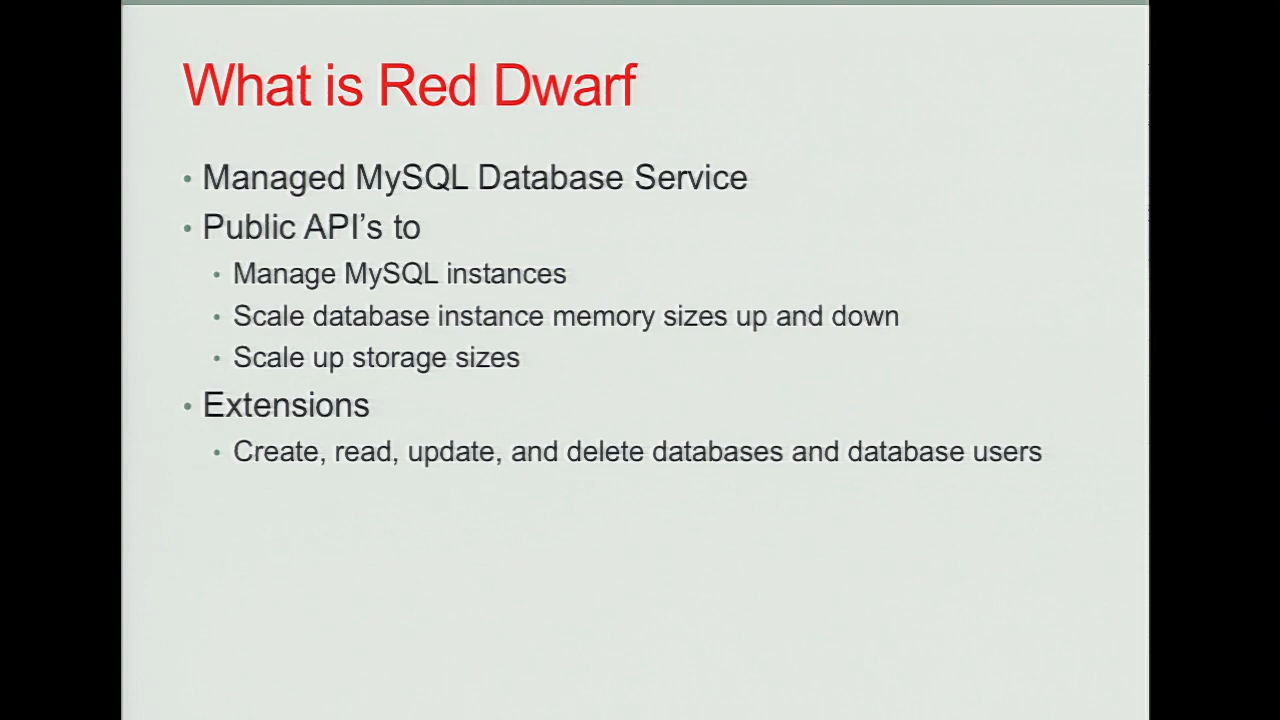 What is Red Dwarf
• Managed MySQL Database Service
• Public API’s to
• Manage MySQL instances
• Scale database instance memory sizes up and down
• Scale up storage sizes
• Extensions
• Create, read, update, and delete databases and database users